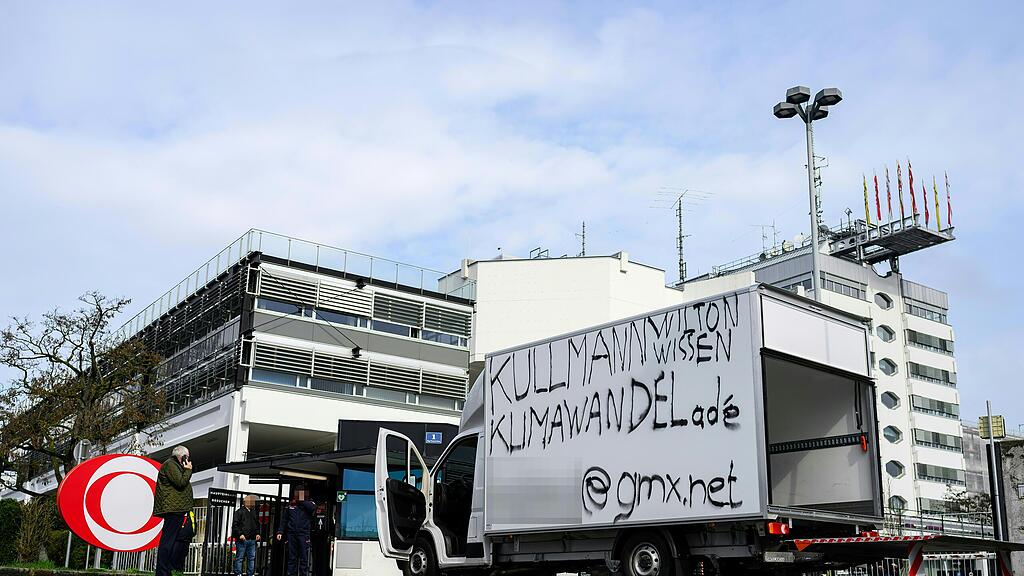 KULLMANN WILTON
WISSEN
KLIMAWANDEL adé
@gmx.net